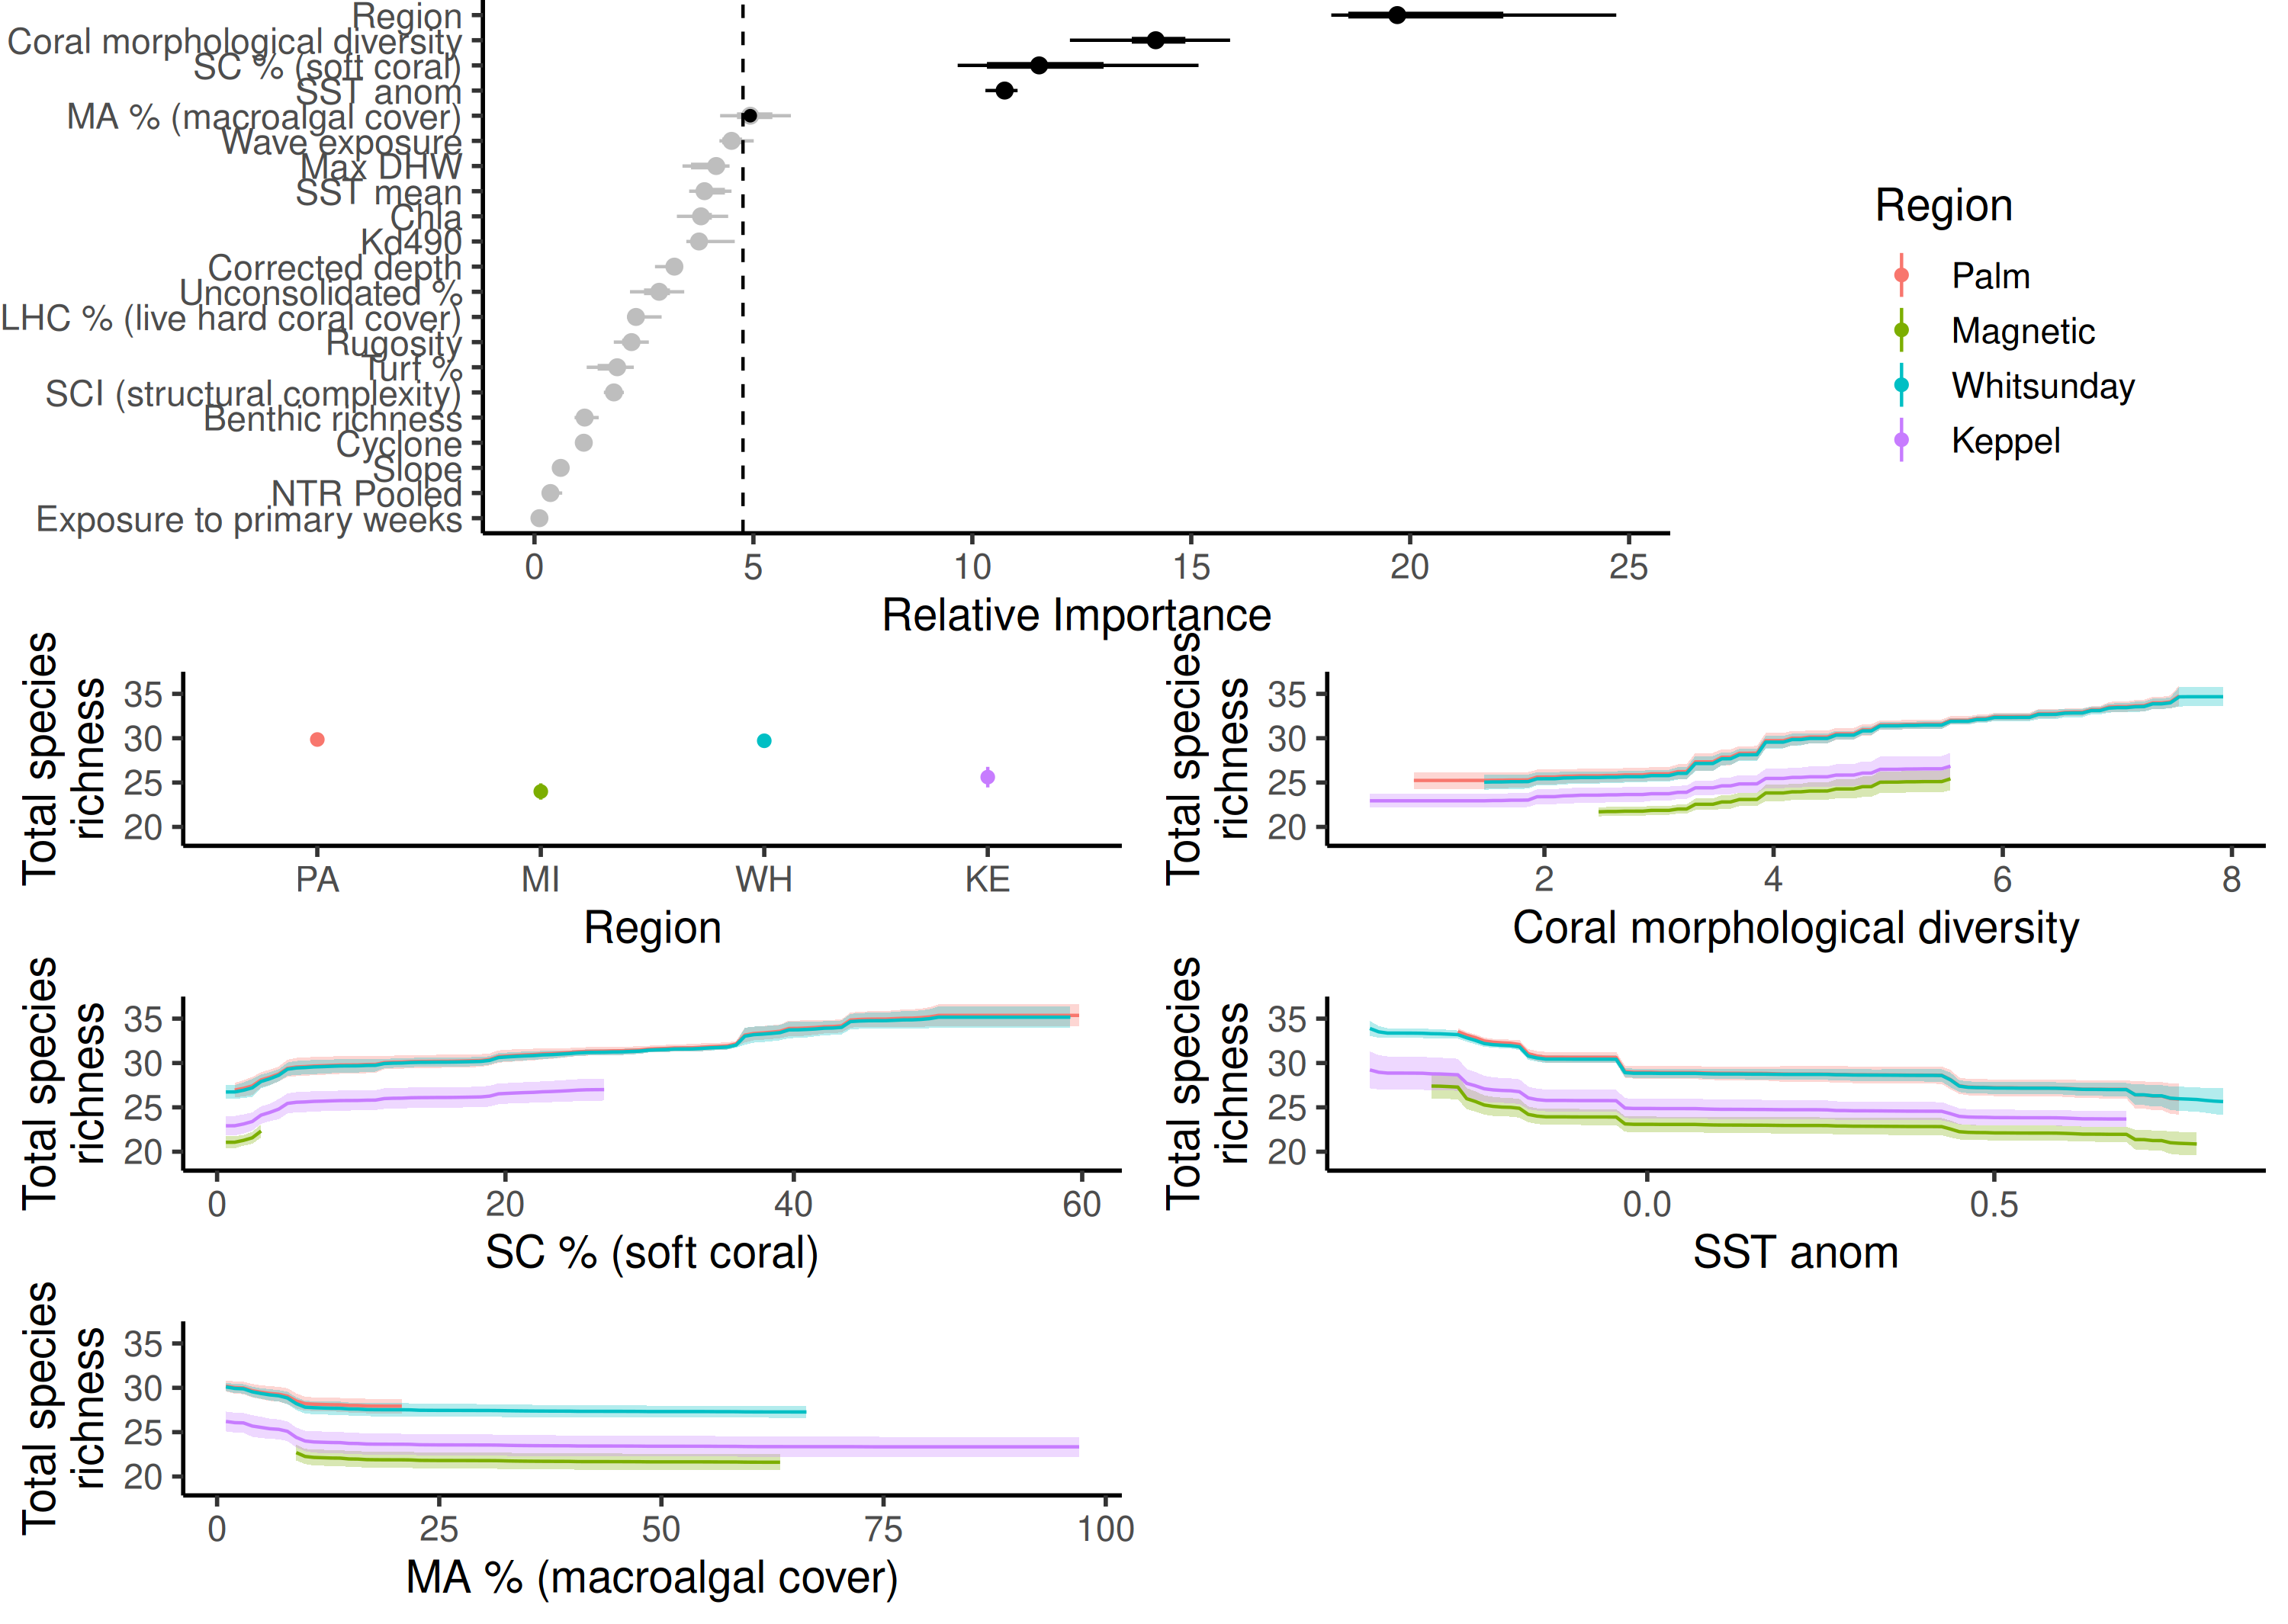 Region
Coral morphological diversity
SC % (soft coral)
SST anom
MA % (macroalgal cover)
Wave exposure
Max DHW
SST mean
Chla
Kd490
Corrected depth
Unconsolidated %
LHC % (live hard coral cover)
Rugosity
Turf %
SCI (structural complexity)
Benthic richness
Cyclone
Slope
NTR Pooled
Exposure to primary weeks
0 5 10 15 20 25
Relative Importance
Region
Palm
Magnetic
Whitsunday
Keppel
Total species
richness
35
30
25
20
PA MI WH KE
Region
Total species
richness
35
30
25
20
2 4 6 8
Coral morphological diversity
Total species
richness
35
30
25
20
0 20 40 60
SC % (soft coral)
Total species
richness
35
30
25
20
0.0 0.5
SST anom
Total species
richness
35
30
25
20
0 25 50 75 100
MA % (macroalgal cover)